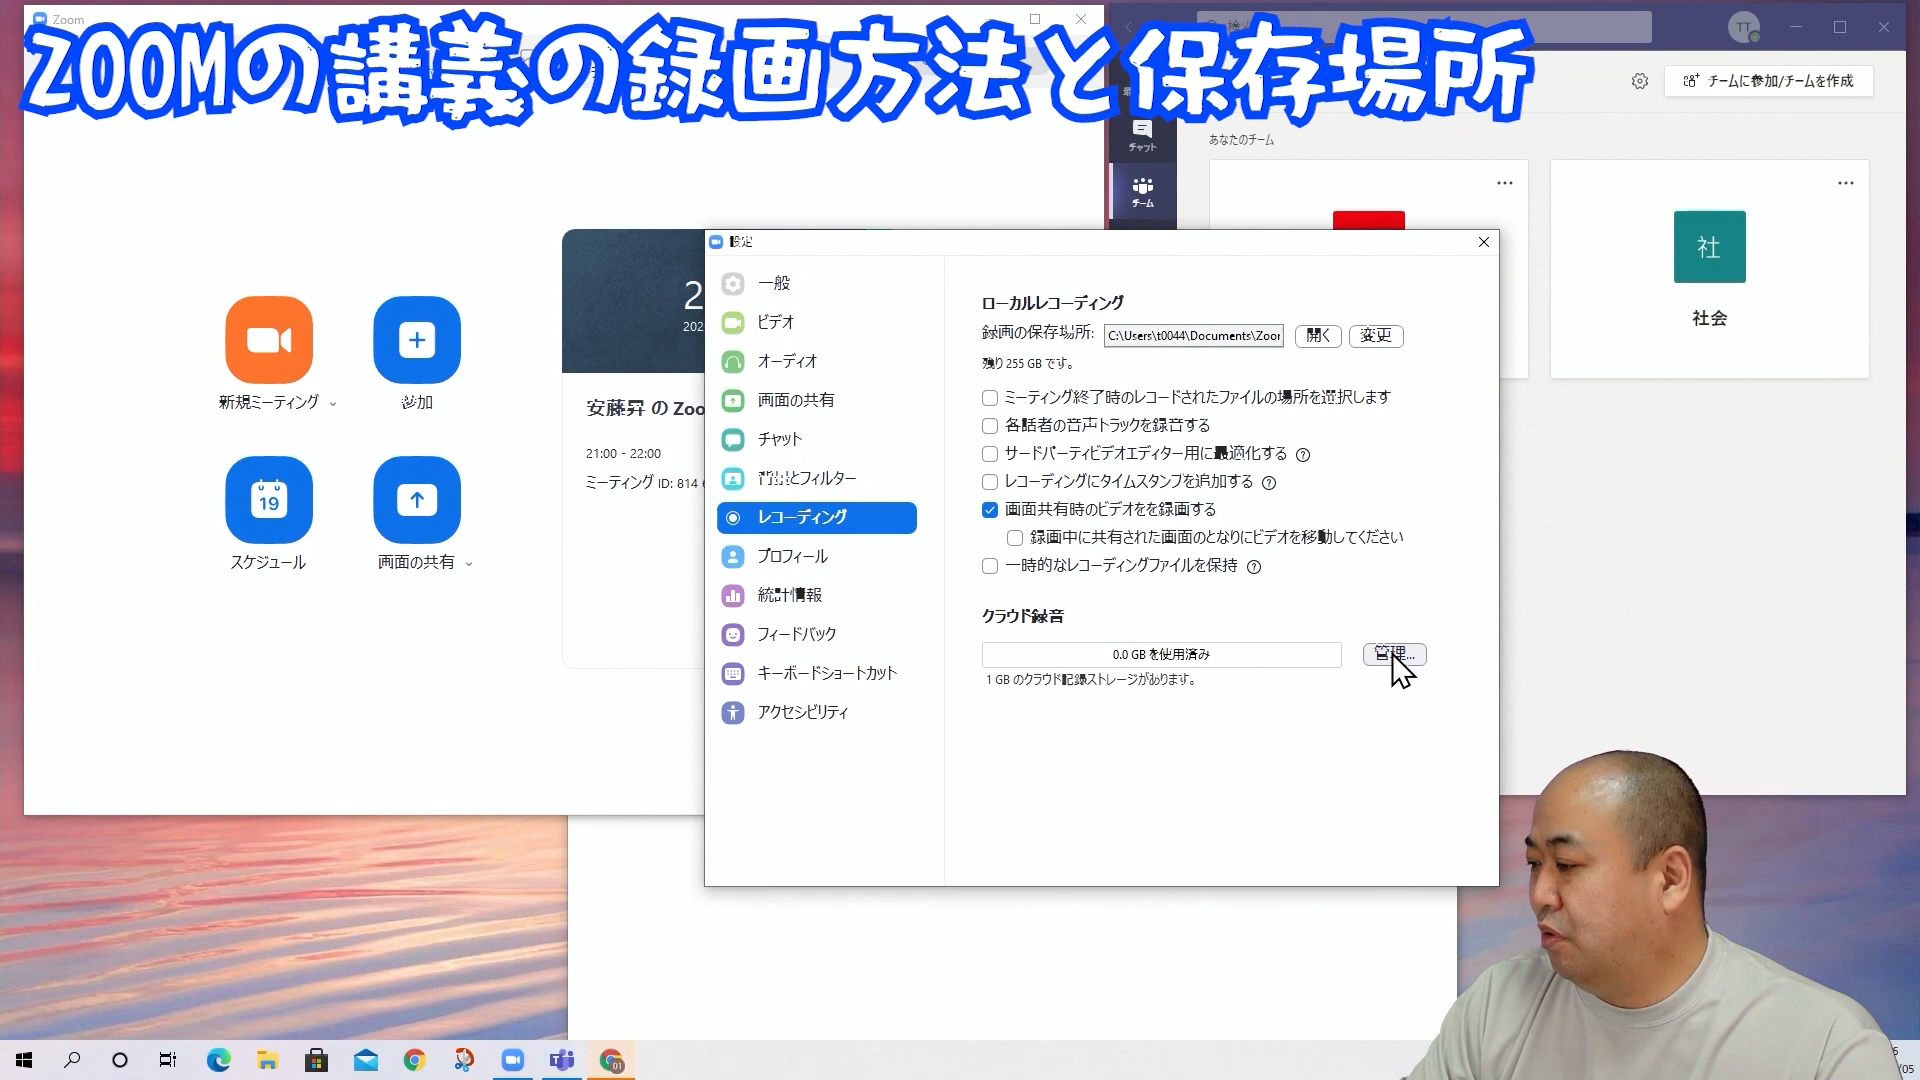 Zoom
ZOOMの講義の録画方法と保存場所
TT
チームに参加/チームを作成
あなたのチーム
チャット
チーム
社
社会
新規ミーティング
参加
19
スケジュール
画面の共有
安藤昇 の Zoo
21:00 - 22:00
ミーティング ID: 814
設定
一般
ビデオ
オーディオ
画面の共有
チャット
背景とフィルター
レコーディング
プロフィール
統計情報
フィードバック
キーボードショートカット
アクセシビリティ
ローカルレコーディング
録画の保存場所: C:\Users\t0044\Documents\Zoom 開く 変更
残り 255 GB です。
ミーティング終了時のレコードされたファイルの場所を選択します
各話者の音声トラックを録音する
サードパーティビデオエディター用に最適化する
レコーディングにタイムスタンプを追加する
画面共有時のビデオをを録画する
録画中に共有された画面のとなりにビデオを移動してください
一時的なレコーディングファイルを保持
クラウド録音
0.0 GB を使用済み
管理...
1 GB のクラウド記録ストレージがあります。